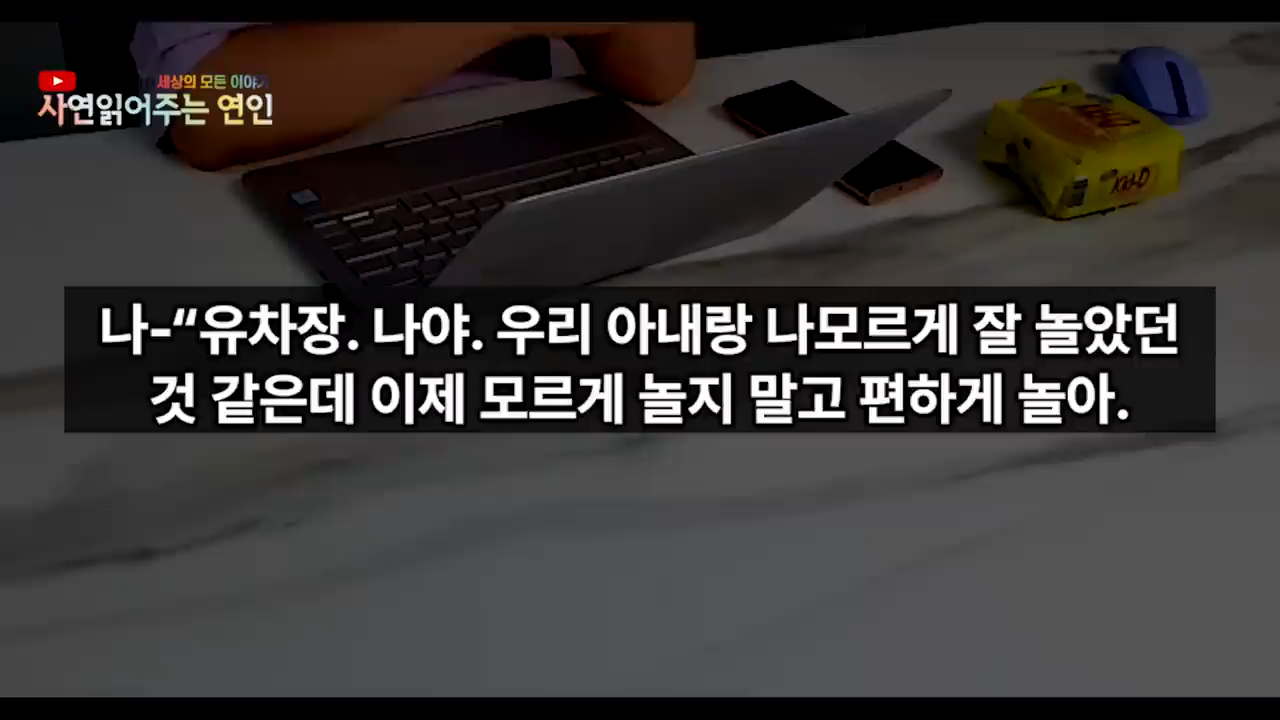 세상의 모든 이야기
사연읽어주는 연인
나-“유차장. 나야. 우리 아내랑 나모르게 잘 놀았던
것 같은데 이제 모르게 놀지 말고 편하게 놀아.